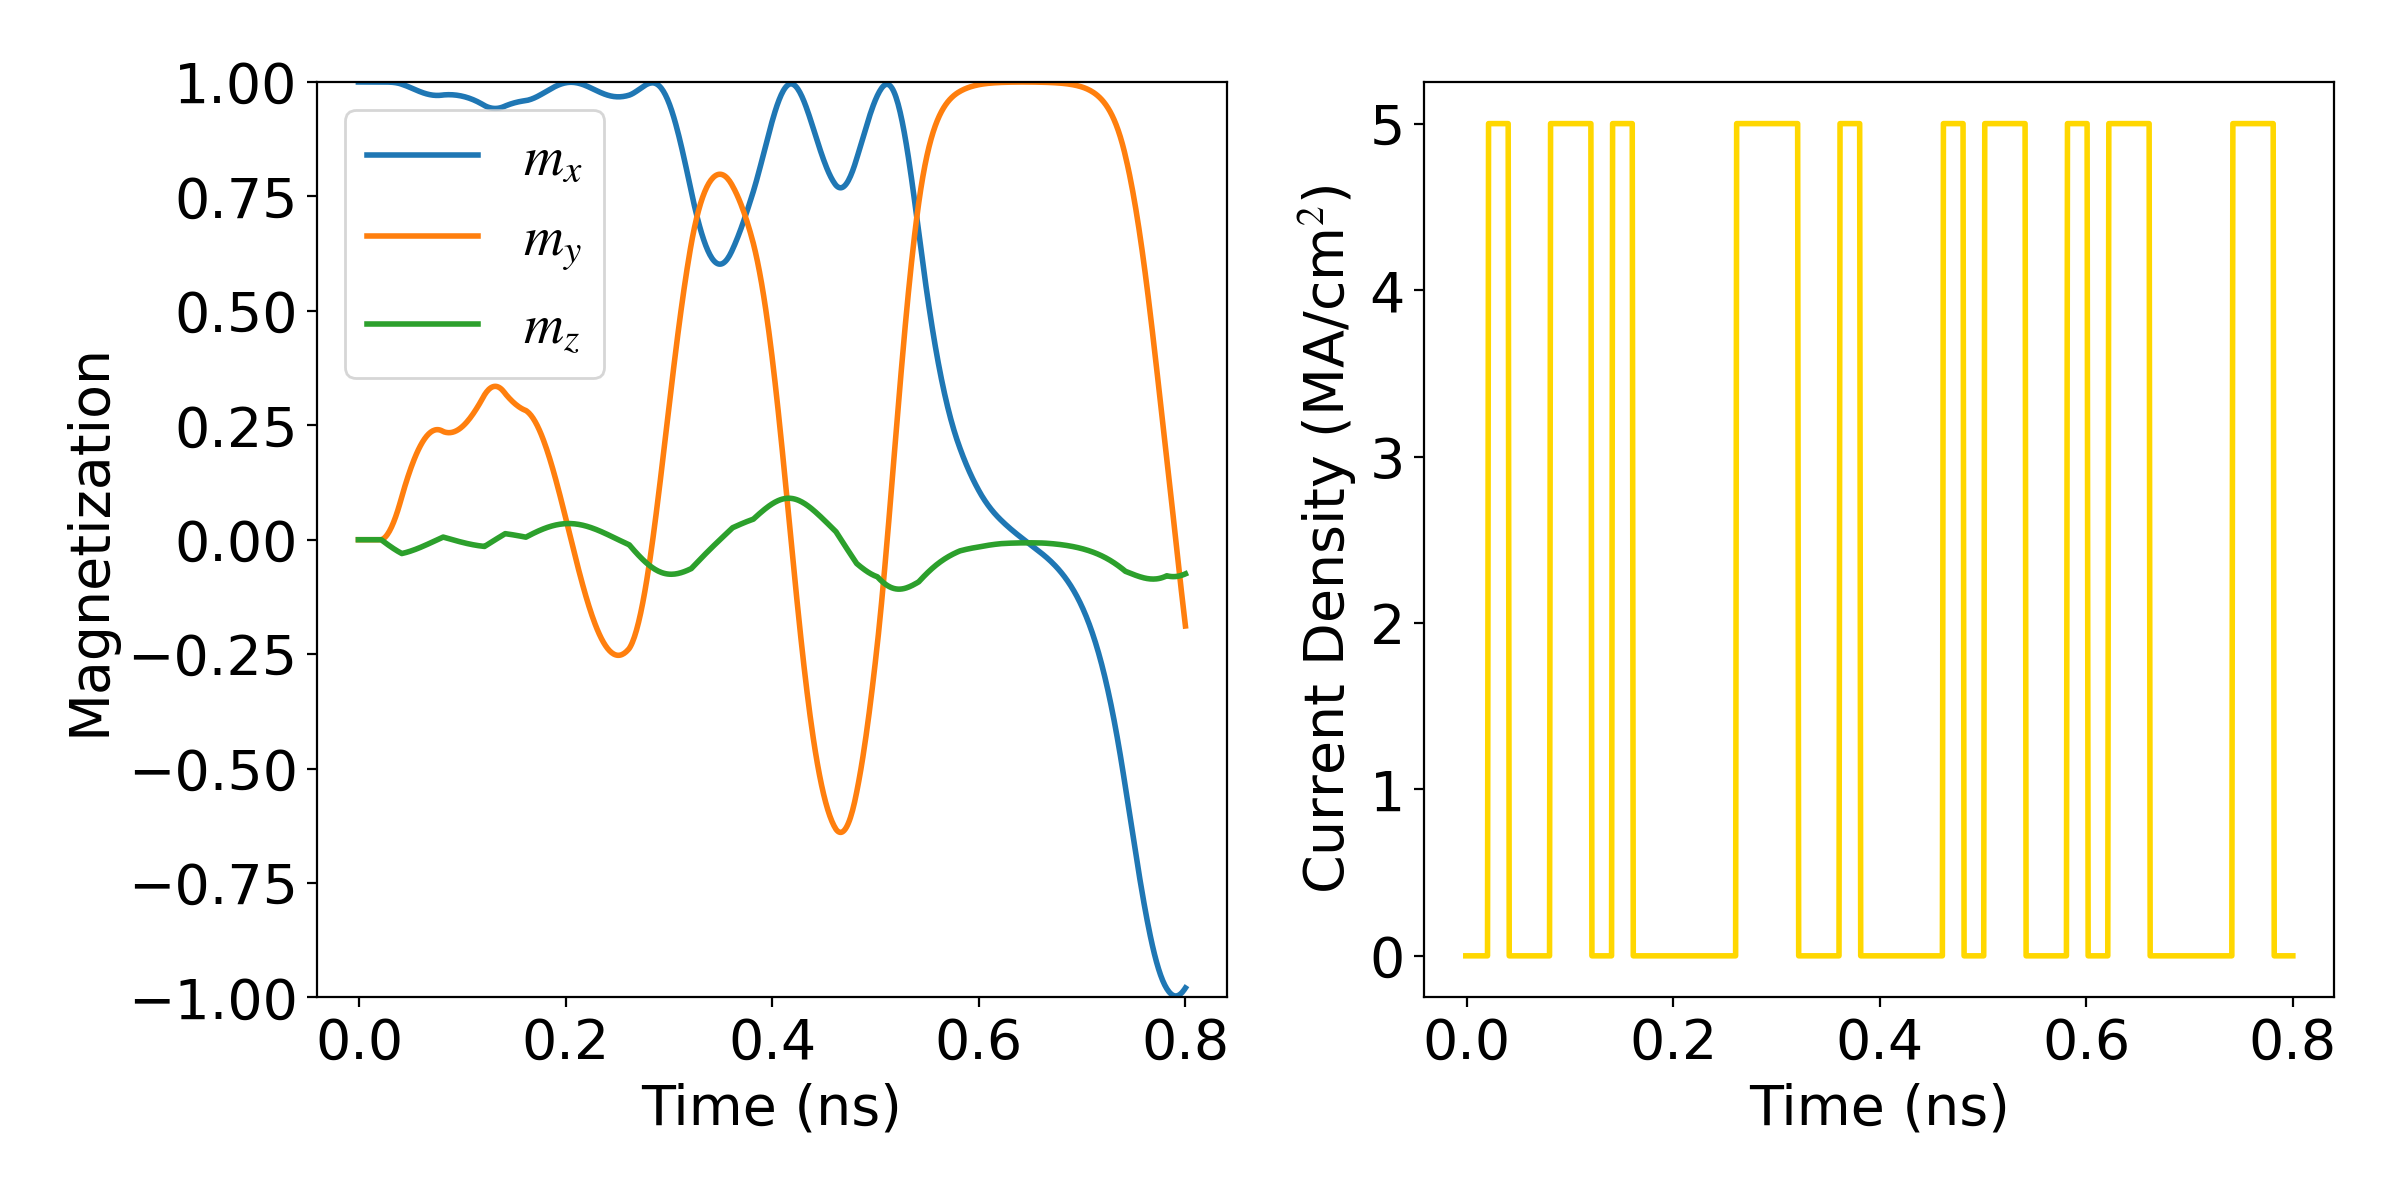 1.00
0.75
0.50
0.25
0.00
−0.25
−0.50
−0.75
−1.00
Magnetization
m_x
m_y
m_z
0.0 0.2 0.4 0.6 0.8
Time (ns)
5
4
3
2
1
0
Current Density (MA/cm²)
0.0 0.2 0.4 0.6 0.8
Time (ns)